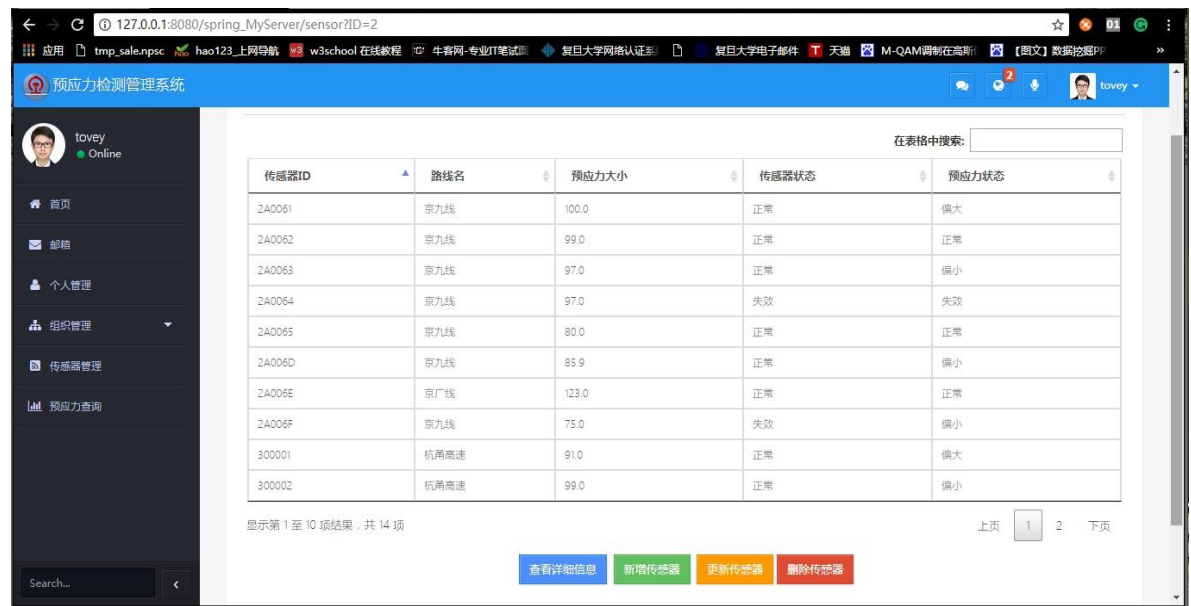 127.0.0.1:8080/spring_MyServer/sensor?ID=2
应用 tmp_sale.npsc hao123_上网导航 w3school 在线教程 牛客网-专业IT笔试面 复旦大学网络认证系 复旦大学电子邮件 天猫 M-QAM调制在高斯 【图文】数据挖掘PP »
预应力检测管理系统 2 tovey
tovey
Online
首页
邮箱
个人管理
组织管理
传感器管理
预应力查询
Search...
在表格中搜索:
传感器ID 路线名 预应力大小 传感器状态 预应力状态
2A0061 京九线 100.0 正常 偏大
2A0062 京九线 99.0 正常 正常
2A0063 京九线 97.0 正常 偏小
2A0064 京九线 97.0 失效 失效
2A0065 京九线 80.0 正常 正常
2A006D 京九线 85.9 正常 偏小
2A006E 京广线 123.0 正常 正常
2A006F 京九线 75.0 失效 偏小
300001 杭甬高速 91.0 正常 偏大
300002 杭甬高速 99.0 正常 偏小
显示第 1 至 10 项结果，共 14 项 上页 1 2 下页
查看详细信息 新增传感器 更新传感器 删除传感器